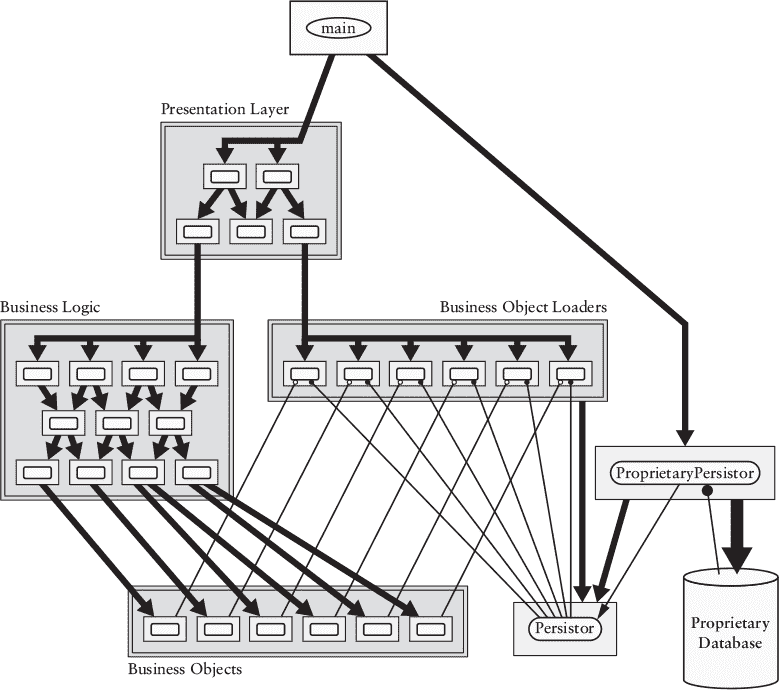 main
Presentation Layer
Business Logic
Business Object Loaders
ProprietaryPersistor
Persistor
Proprietary
Database
Business Objects